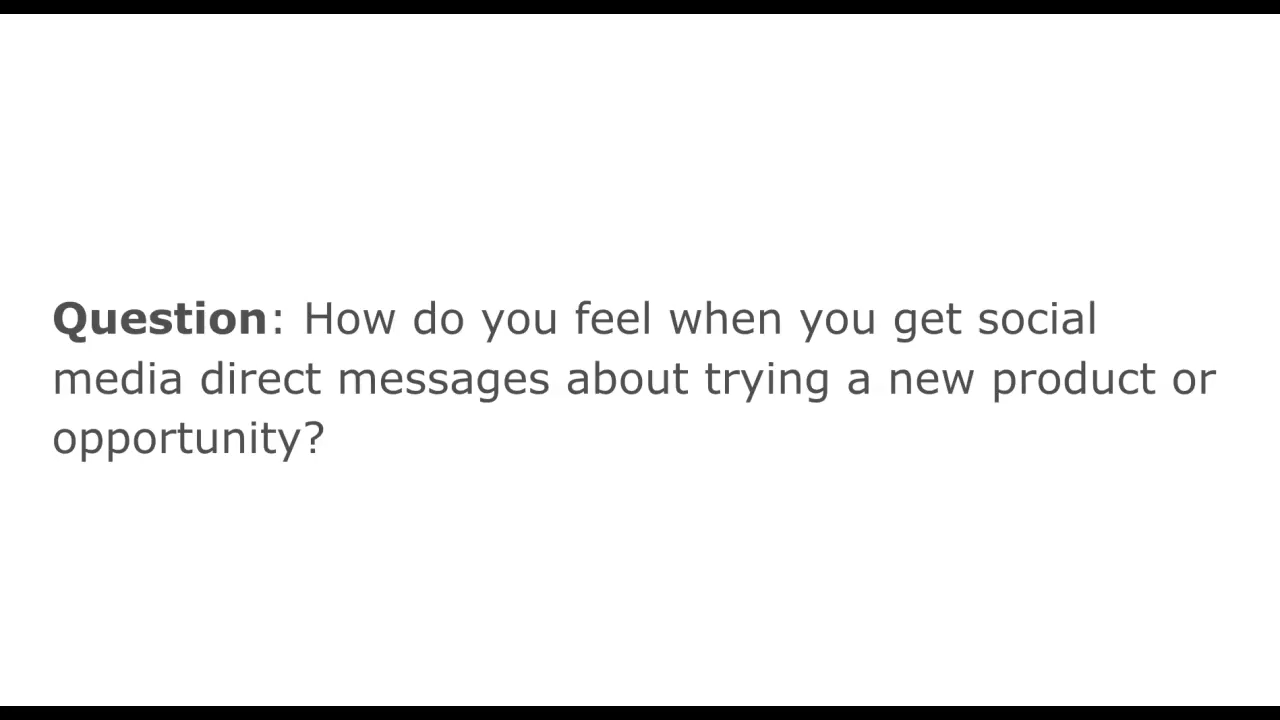 Question: How do you feel when you get social
media direct messages about trying a new product or
opportunity?